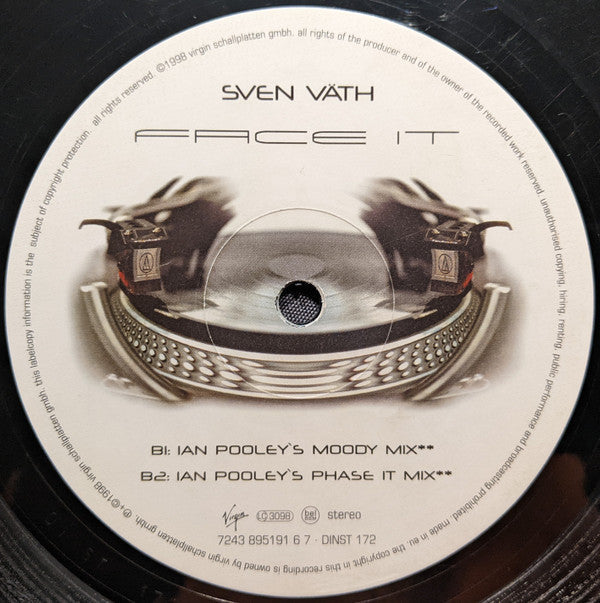 SVEN VÄTH
FACE IT
B1: IAN POOLEY`S MOODY MIX**
B2: IAN POOLEY`S PHASE IT MIX**
Virgin LC 3098 stereo
7243 895191 6 7 · DINST 172
℗+©1998 virgin schallplatten gmbh. this labelcopy information is the subject of copyright protection. all rights reserved. ©1998 virgin schallplatten gmbh. all rights of the producer and of the owner of the recorded work reserved. unauthorised copying, hiring, renting, public performance and broadcasting prohibited. made in eu. the copyright in this recording is owned by virgin schallplatten gmbh.